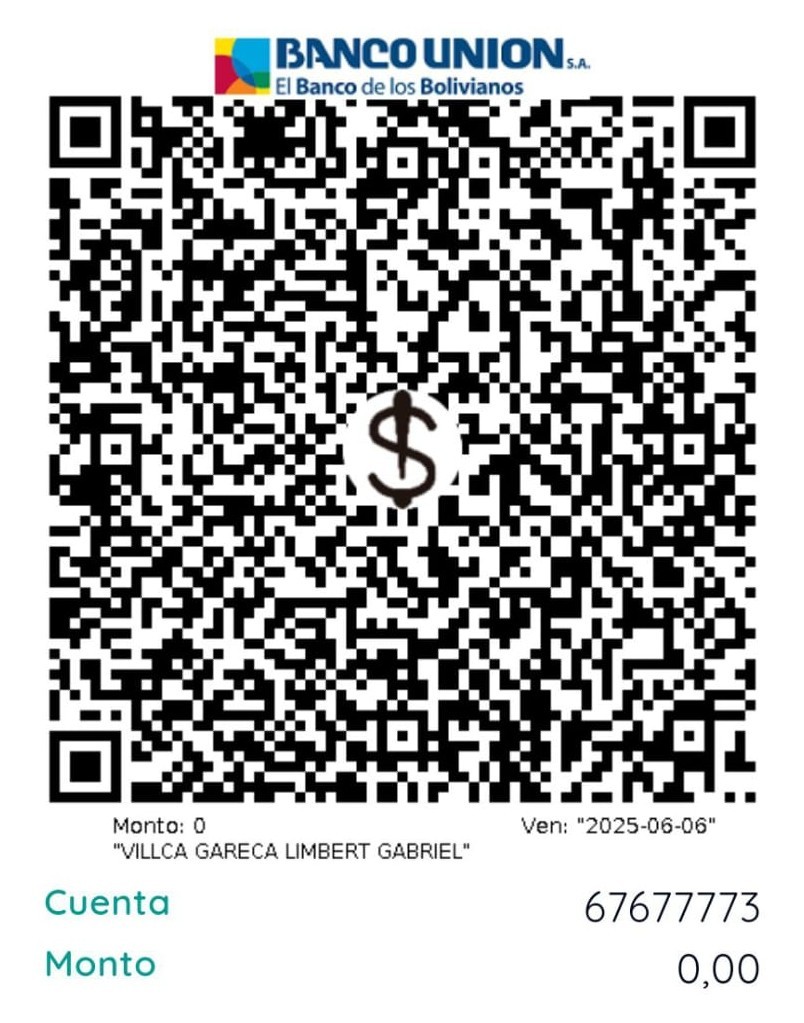 BANCO UNION S.A.
El Banco de los Bolivianos
$
Monto: 0 Ven: "2025-06-06"
"VILLCA GARECA LIMBERT GABRIEL"
Cuenta 67677773
Monto 0,00